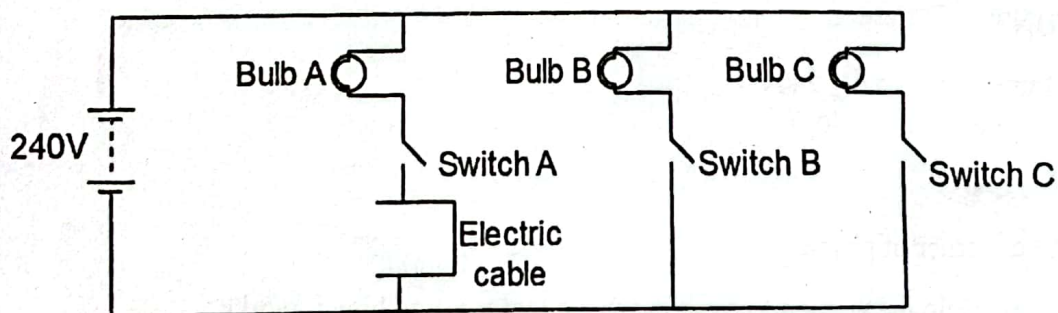 Bulb A
Bulb B
Bulb C
240V
Switch A
Switch B
Switch C
Electric
cable